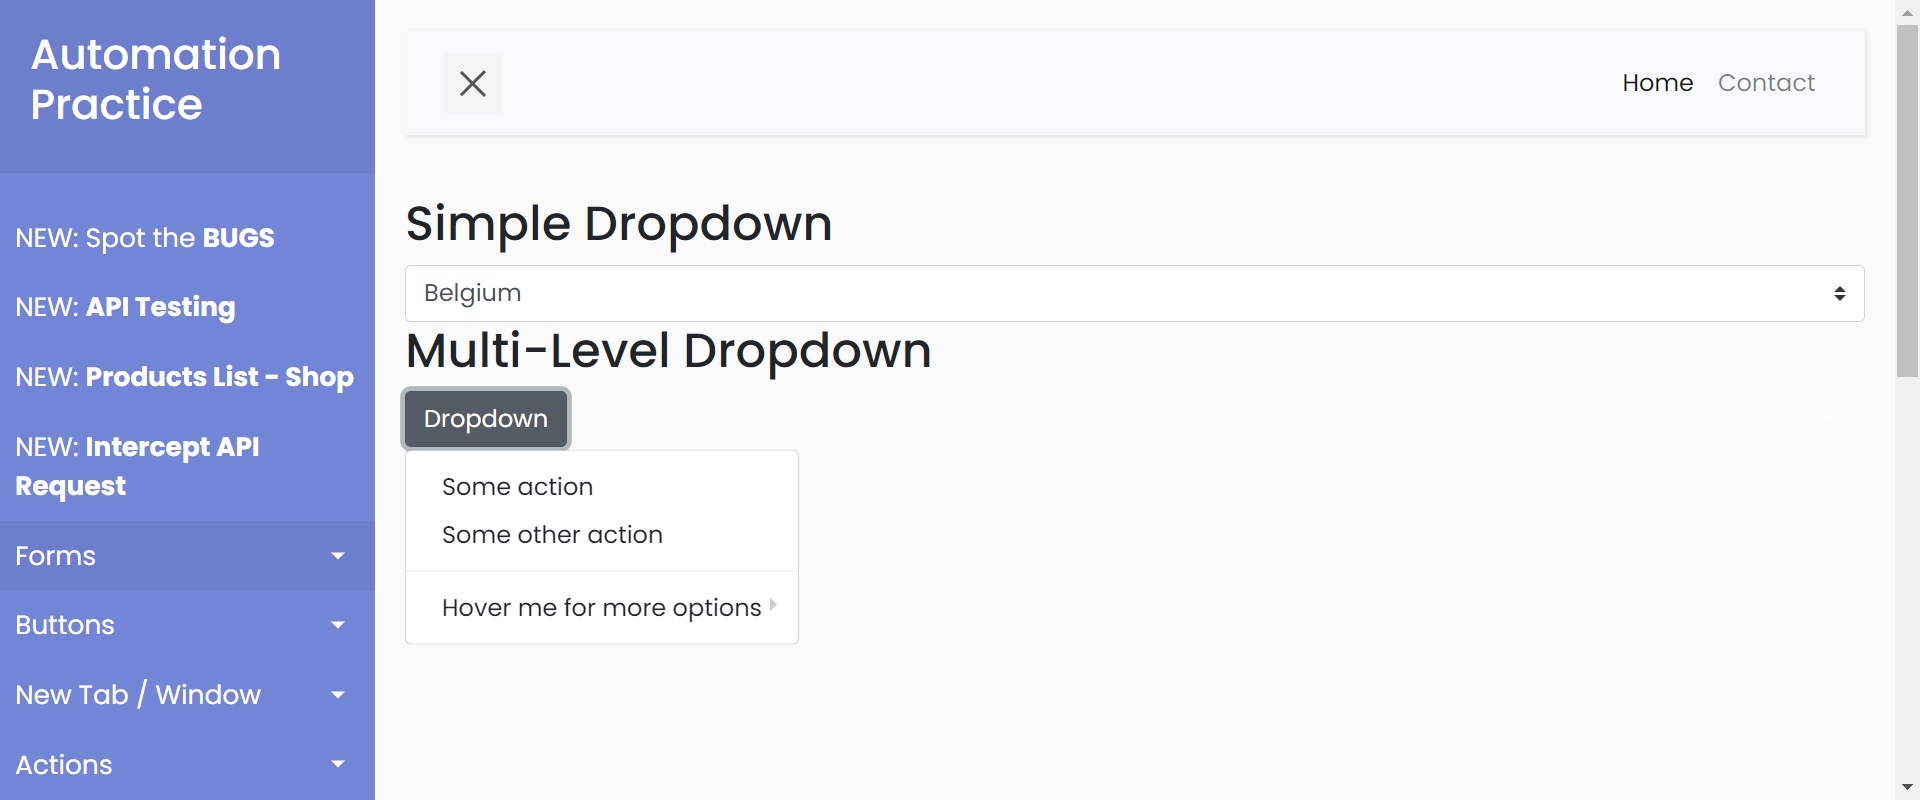 Automation
Practice
NEW: Spot the BUGS
NEW: API Testing
NEW: Products List - Shop
NEW: Intercept API
Request
Forms
Buttons
New Tab / Window
Actions
Home Contact
Simple Dropdown
Belgium
Multi-Level Dropdown
Dropdown
Some action
Some other action
Hover me for more options